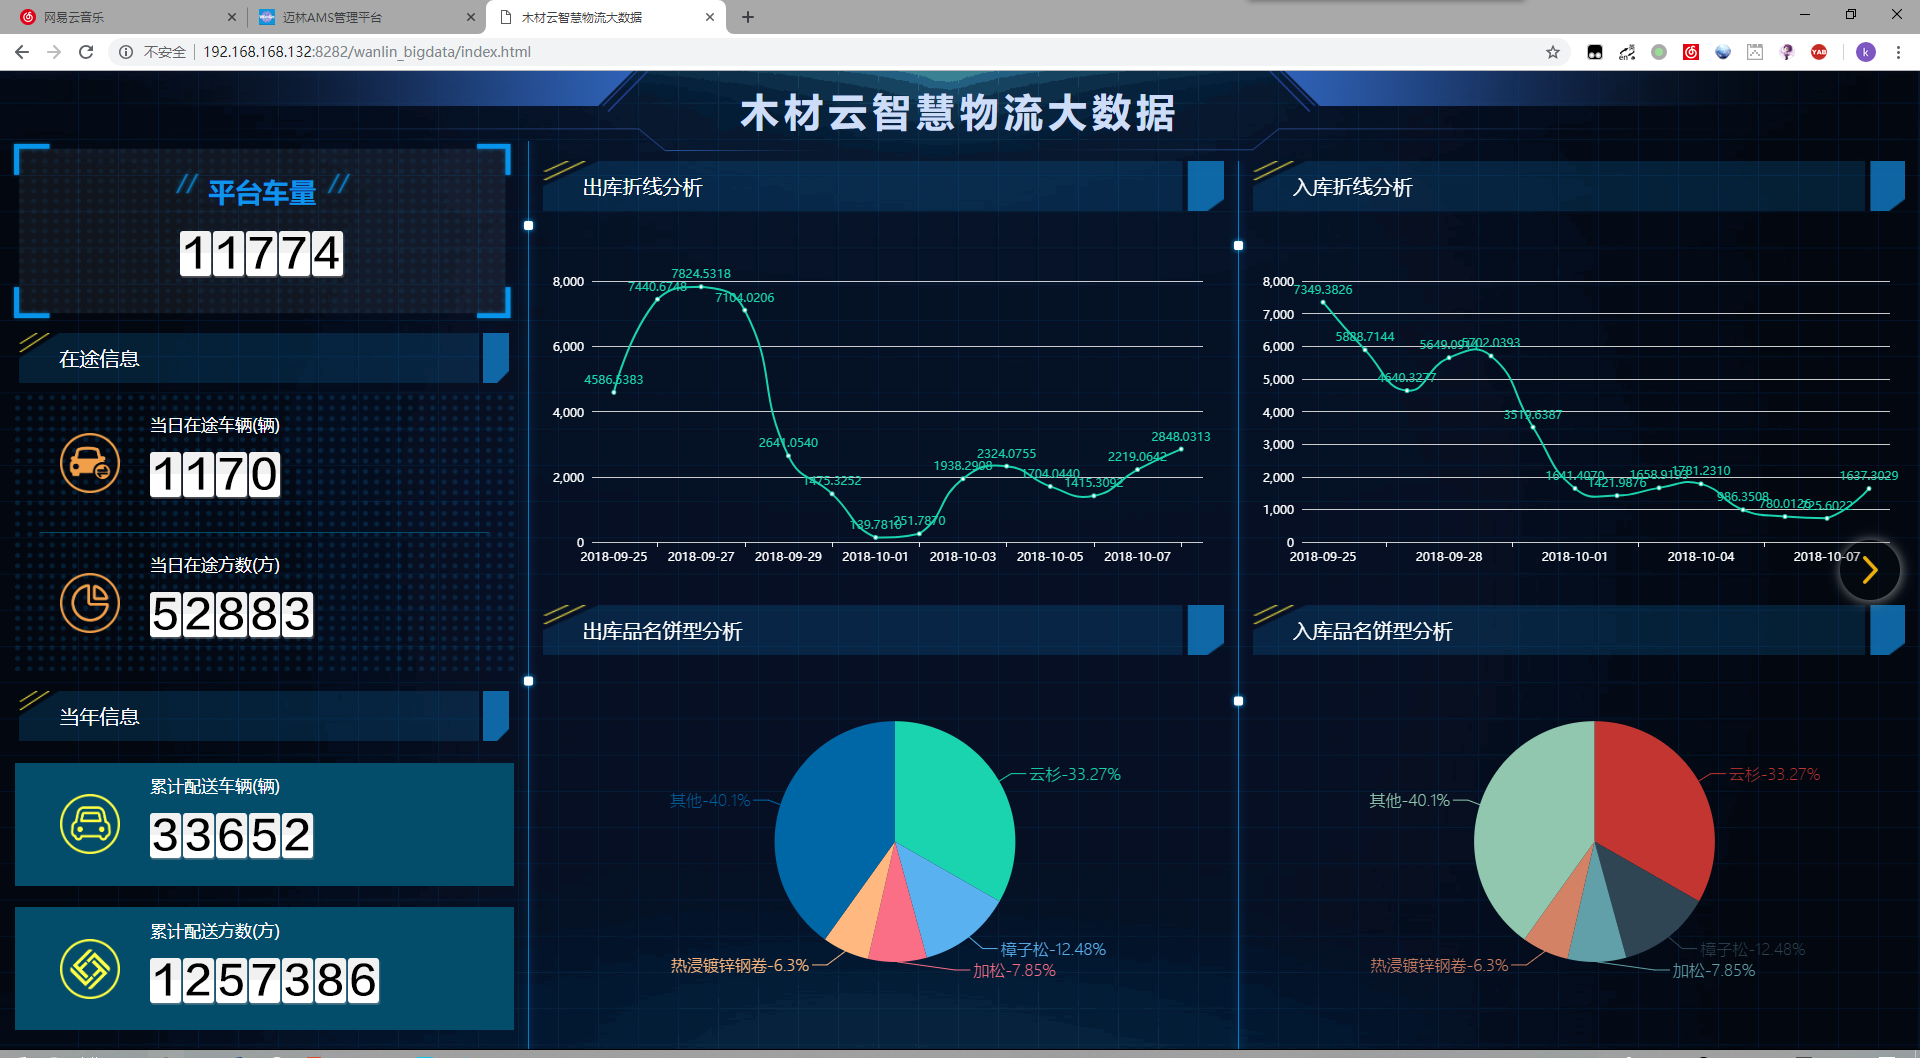 网易云音乐
迈林AMS管理平台
木材云智慧物流大数据
不安全
192.168.168.132:8282/wanlin_bigdata/index.html
en
YAB
k
木材云智慧物流大数据
平台车量
11774
在途信息
当日在途车辆(辆)
1170
当日在途方数(方)
52883
当年信息
累计配送车辆(辆)
33652
累计配送方数(方)
1257386
出库折线分析
8,000
6,000
4,000
2,000
0
4586.5383
7440.6748
7824.5318
7104.0206
2641.0540
1475.3252
139.7810
251.7870
1938.2908
2324.0755
1704.0440
1415.3092
2219.0642
2848.0313
2018-09-25
2018-09-27
2018-09-29
2018-10-01
2018-10-03
2018-10-05
2018-10-07
入库折线分析
8,000
7,000
6,000
5,000
4,000
3,000
2,000
1,000
0
7349.3826
5888.7144
4640.3277
5702.0393
3519.6387
1641.4070
1421.9876
1781.2310
986.3508
1637.3029
2018-09-25
2018-09-28
2018-10-01
2018-10-04
2018-10-07
出库品名饼型分析
云杉-33.27%
其他-40.1%
樟子松-12.48%
热浸镀锌钢卷-6.3%
加松-7.85%
入库品名饼型分析
云杉-33.27%
其他-40.1%
樟子松-12.48%
热浸镀锌钢卷-6.3%
加松-7.85%